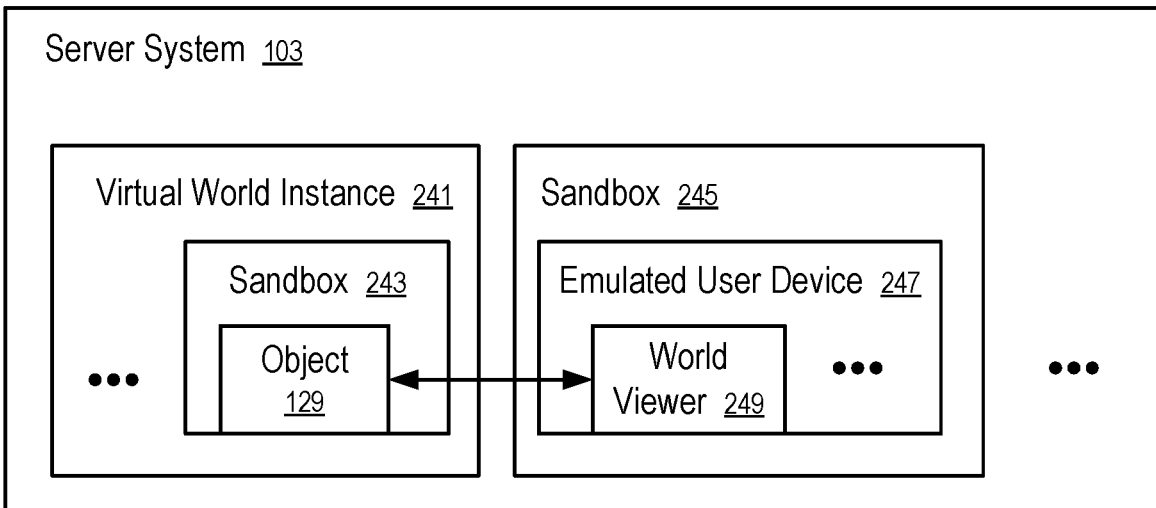 Server System 103
Virtual World Instance 241
Sandbox 245
Sandbox 243
Emulated User Device 247
Object
129
World
Viewer 249